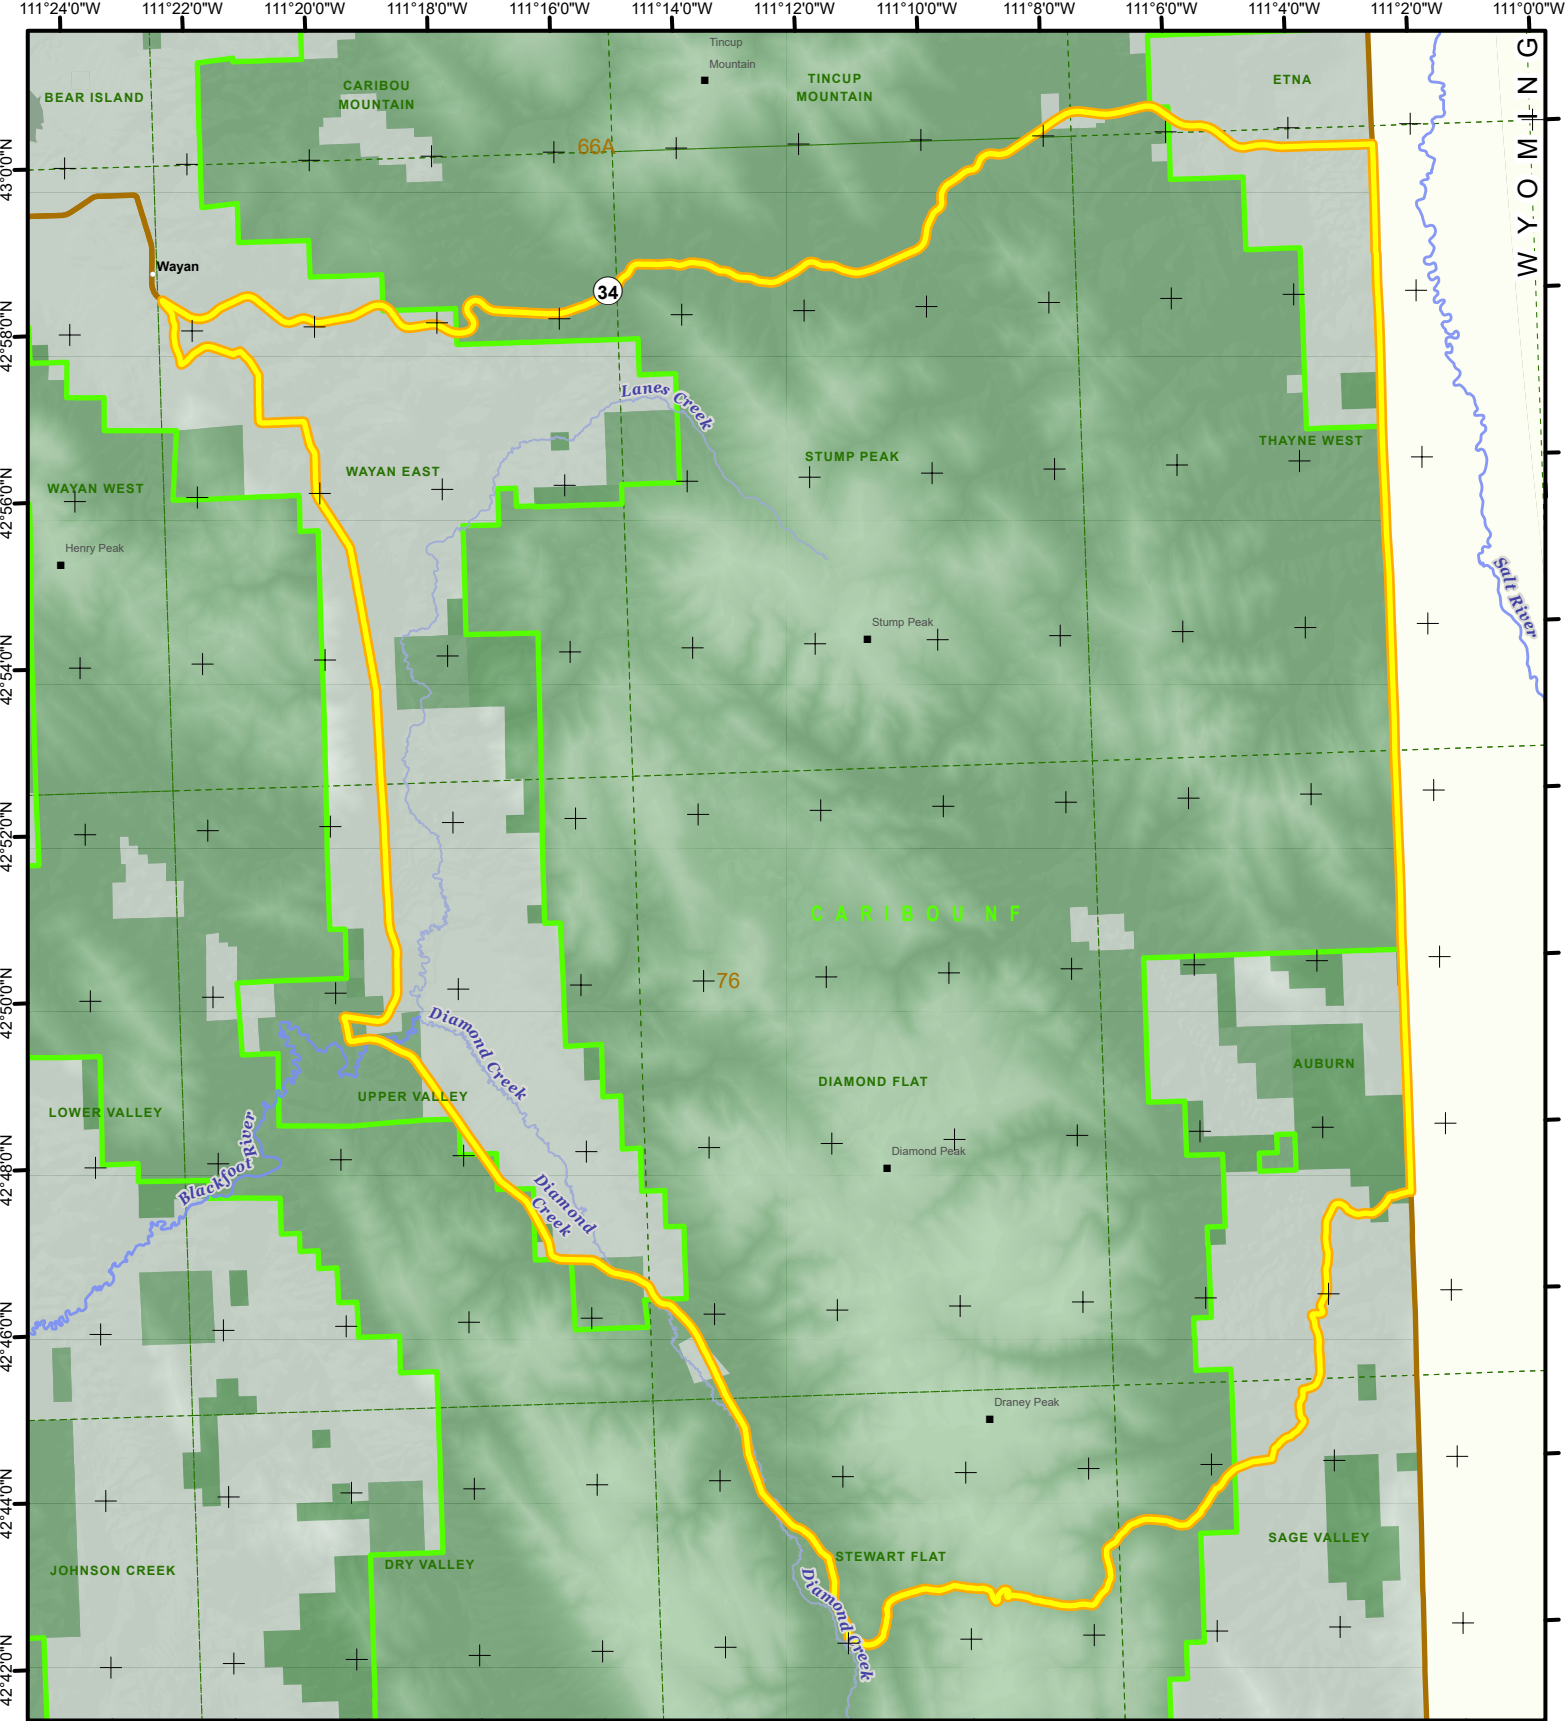 111°24'0"W 111°22'0"W 111°20'0"W 111°18'0"W 111°16'0"W 111°14'0"W 111°12'0"W 111°10'0"W 111°8'0"W 111°6'0"W 111°4'0"W 111°2'0"W 111°0'0"W
Tincup
Mountain
WYOMING
TINCUP
MOUNTAIN
ETNA
CARIBOU
MOUNTAIN
BEAR ISLAND
66A
43°0'0"N
Wayan
34
42°58'0"N
Lanes Creek
THAYNE WEST
STUMP PEAK
WAYAN EAST
WAYAN WEST
42°56'0"N
Henry Peak
Salt River
Stump Peak
42°54'0"N
42°52'0"N
CARIBOU NF
76
42°50'0"N
Diamond Creek
AUBURN
DIAMOND FLAT
UPPER VALLEY
LOWER VALLEY
Blackfoot River
Diamond Peak
42°48'0"N
Diamond
Creek
42°46'0"N
Draney Peak
42°44'0"N
SAGE VALLEY
STEWART FLAT
DRY VALLEY
JOHNSON CREEK
Diamond Creek
42°42'0"N